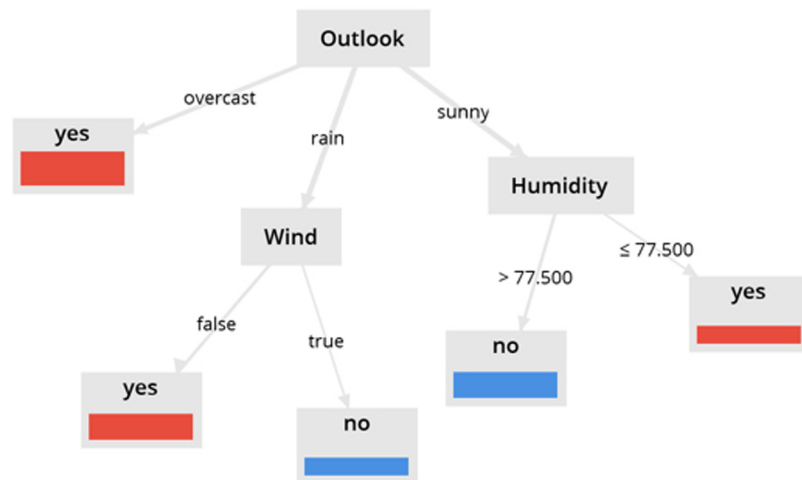 Outlook
overcast
rain
sunny
yes
Humidity
Wind
> 77.500
≤ 77.500
yes
false
true
no
yes
no